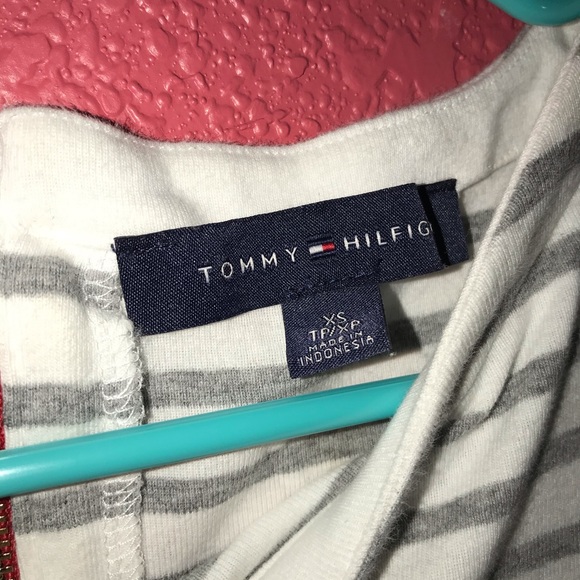 TOMMY HILFIG
XS
TP/XP
MADE IN
INDONESIA